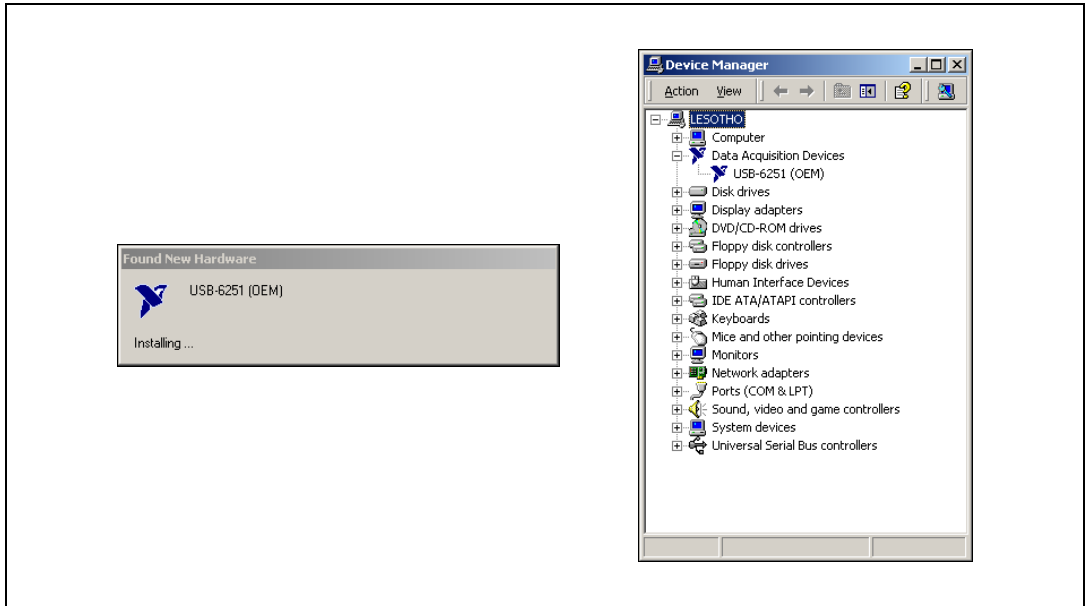 Found New Hardware
USB-6251 (OEM)
Installing ...
Device Manager
Action View
LESOTHO
Computer
Data Acquisition Devices
USB-6251 (OEM)
Disk drives
Display adapters
DVD/CD-ROM drives
Floppy disk controllers
Floppy disk drives
Human Interface Devices
IDE ATA/ATAPI controllers
Keyboards
Mice and other pointing devices
Monitors
Network adapters
Ports (COM & LPT)
Sound, video and game controllers
System devices
Universal Serial Bus controllers